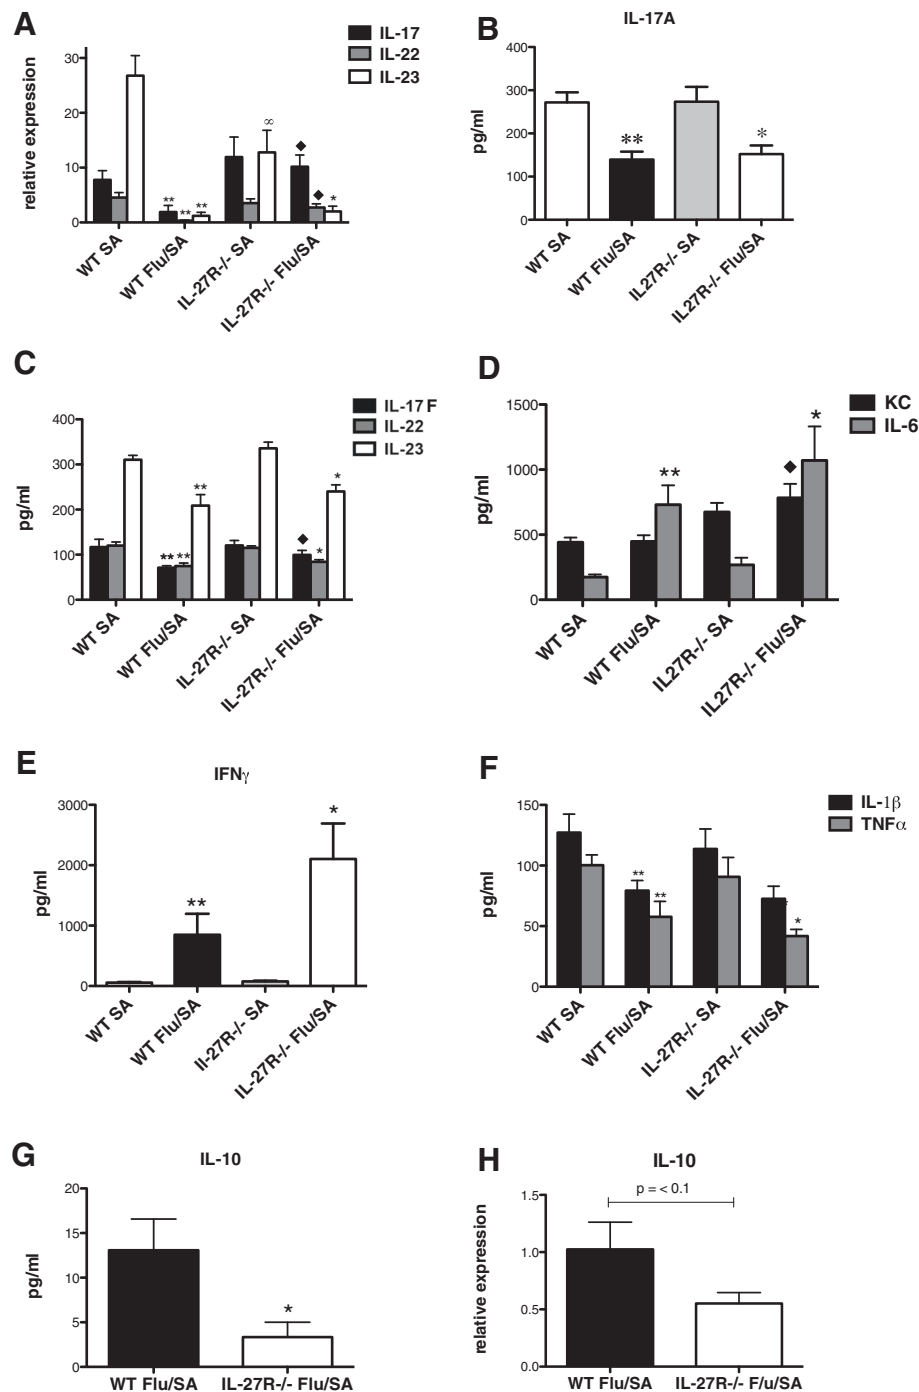 A
IL-17
IL-22
IL-23
relative expression
30
20
10
0
∞
◆
◆
**
**
**
*
WT SA
WT Flu/SA
IL-27R-/- SA
IL-27R-/- Flu/SA
B
IL-17A
pg/ml
400
300
200
100
0
**
*
WT SA
WT Flu/SA
IL27R-/- SA
IL27R-/- Flu/SA
C
IL-17 F
IL-22
IL-23
pg/ml
400
300
200
100
0
**
**
**
◆
*
*
WT SA
WT Flu/SA
IL-27R-/- SA
IL-27R-/- Flu/SA
D
KC
IL-6
pg/ml
1500
1000
500
0
**
◆
*
WT SA
WT Flu/SA
IL27R-/- SA
IL27R-/- Flu/SA
E
IFNγ
pg/ml
3000
2000
1000
0
**
*
WT SA
WT Flu/SA
Il-27R-/- SA
IL-27R-/- Flu/SA
F
IL-1β
TNFα
pg/ml
150
100
50
0
**
**
*
WT SA
WT Flu/SA
IL-27R-/- SA
IL-27R-/- Flu/SA
G
IL-10
pg/ml
20
15
10
5
0
*
WT Flu/SA
IL-27R-/- Flu/SA
H
IL-10
p = < 0.1
relative expression
1.5
1.0
0.5
0.0
WT Flu/SA
IL-27R-/- F/u/SA